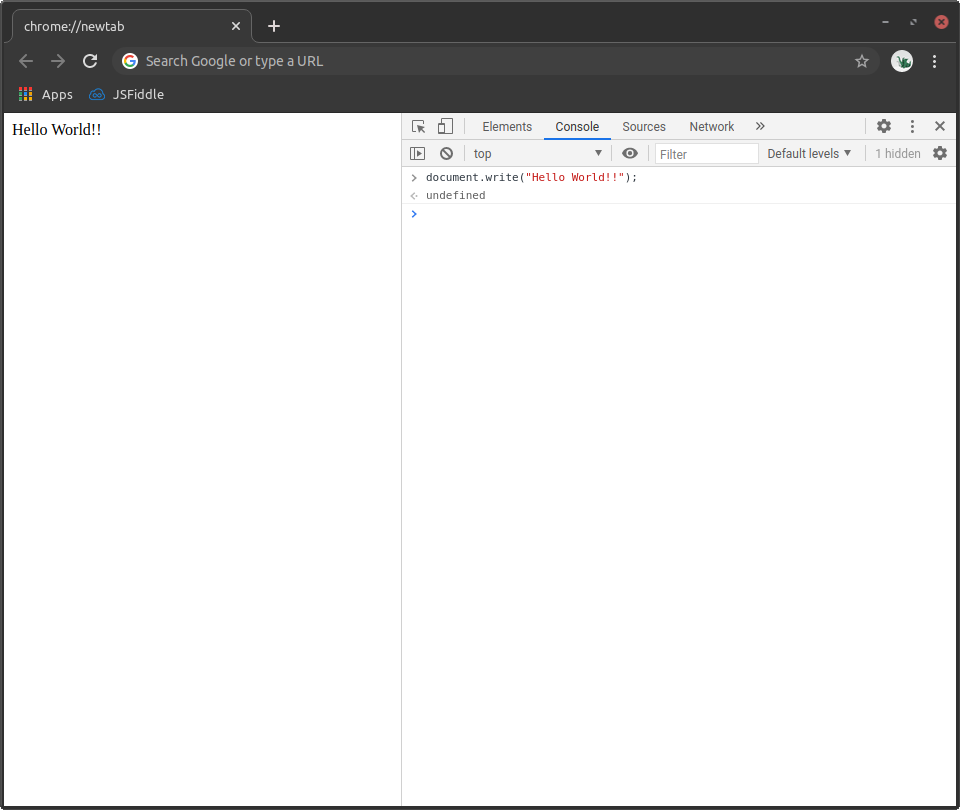 chrome://newtab
Search Google or type a URL
Apps JSFiddle
Hello World!!
Elements Console Sources Network
top Filter Default levels 1 hidden
document.write("Hello World!!");
undefined